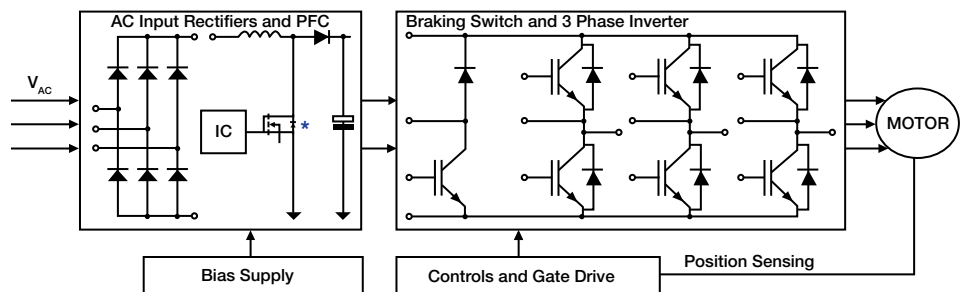 AC Input Rectifiers and PFC
Braking Switch and 3 Phase Inverter
VAC
IC
*
MOTOR
Position Sensing
Bias Supply
Controls and Gate Drive